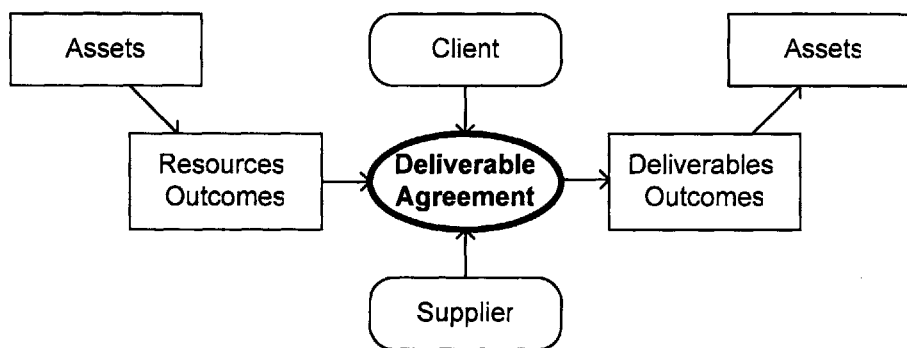 Assets
Client
Assets
Resources
Outcomes
Deliverable
Agreement
Deliverables
Outcomes
Supplier